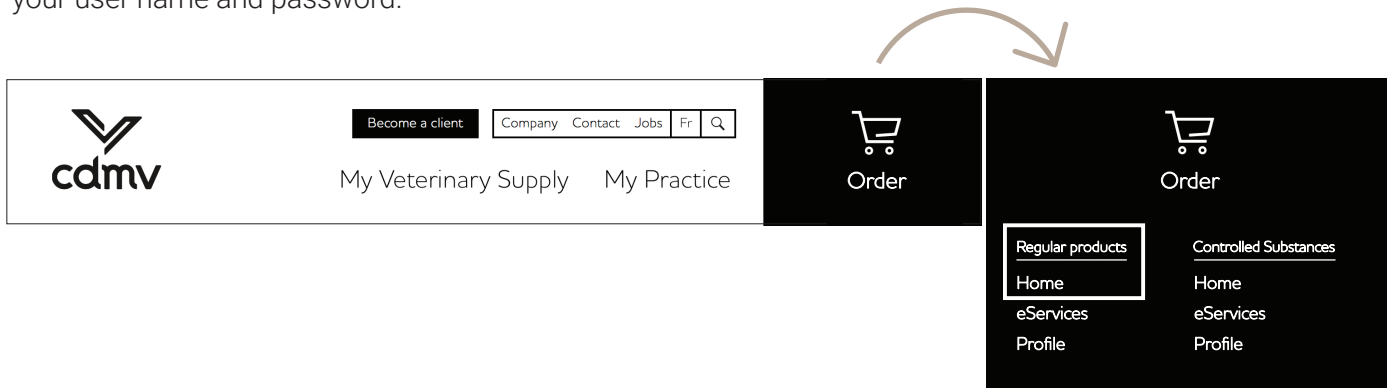 your user name and password.
cdmv
Become a client
Company Contact Jobs Fr
My Veterinary Supply My Practice
Order
Order
Regular products Controlled Substances
Home Home
eServices eServices
Profile Profile